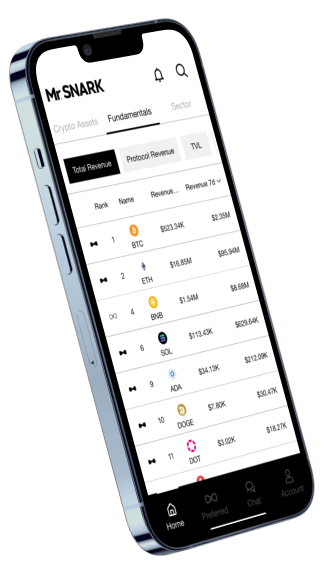 Mr SNARK
Crypto Assets Fundamentals Sector
Total Revenue Protocol Revenue TVL
Rank Name Revenue... Revenue 7d
1 BTC $523.34K $2.35M
2 ETH $16.85M $95.94M
4 BNB $1.54M $8.68M
6 SOL $113.43K $629.64K
9 ADA $34.13K $212.09K
10 DOGE $7.80K $30.47K
11 DOT $3.02K $18.27K
Home Preferred Chat Account